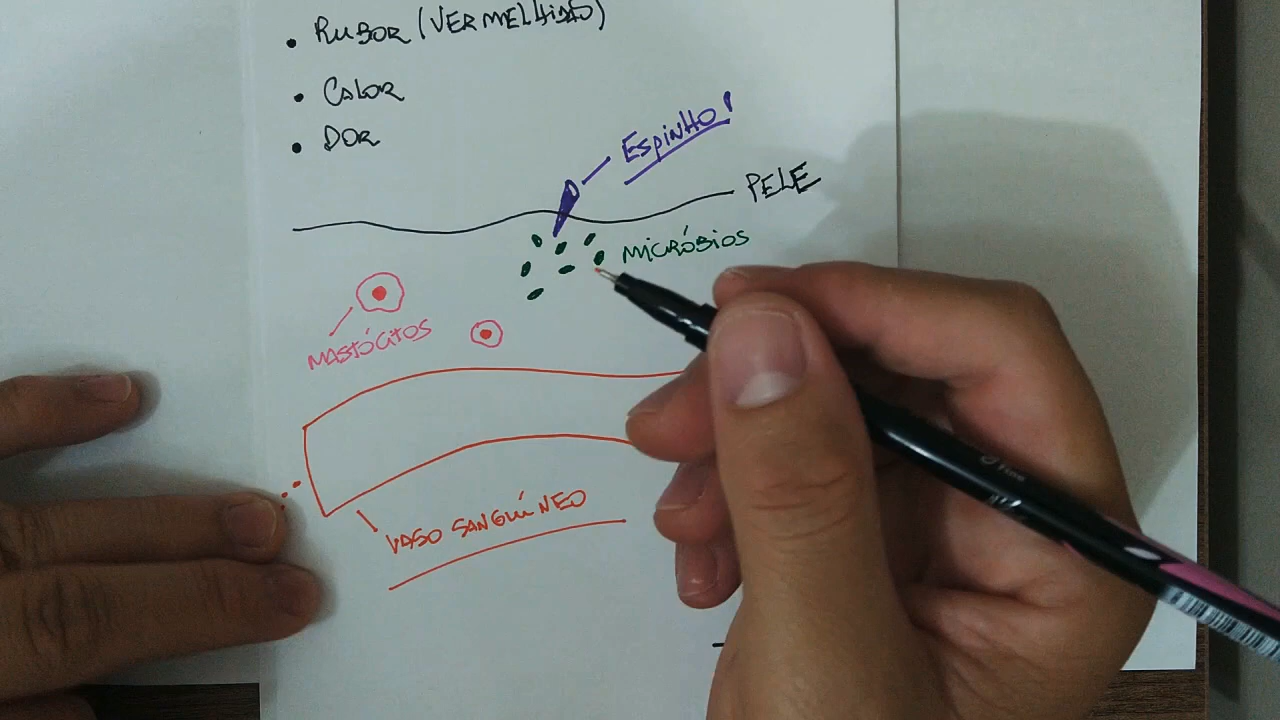 • RUBOR (VERMELHIDÃO)
• CALOR
• DOR
ESPINHO!
PELE
MICRÓBIOS
MASTÓCITOS
VASO SANGUÍNEO